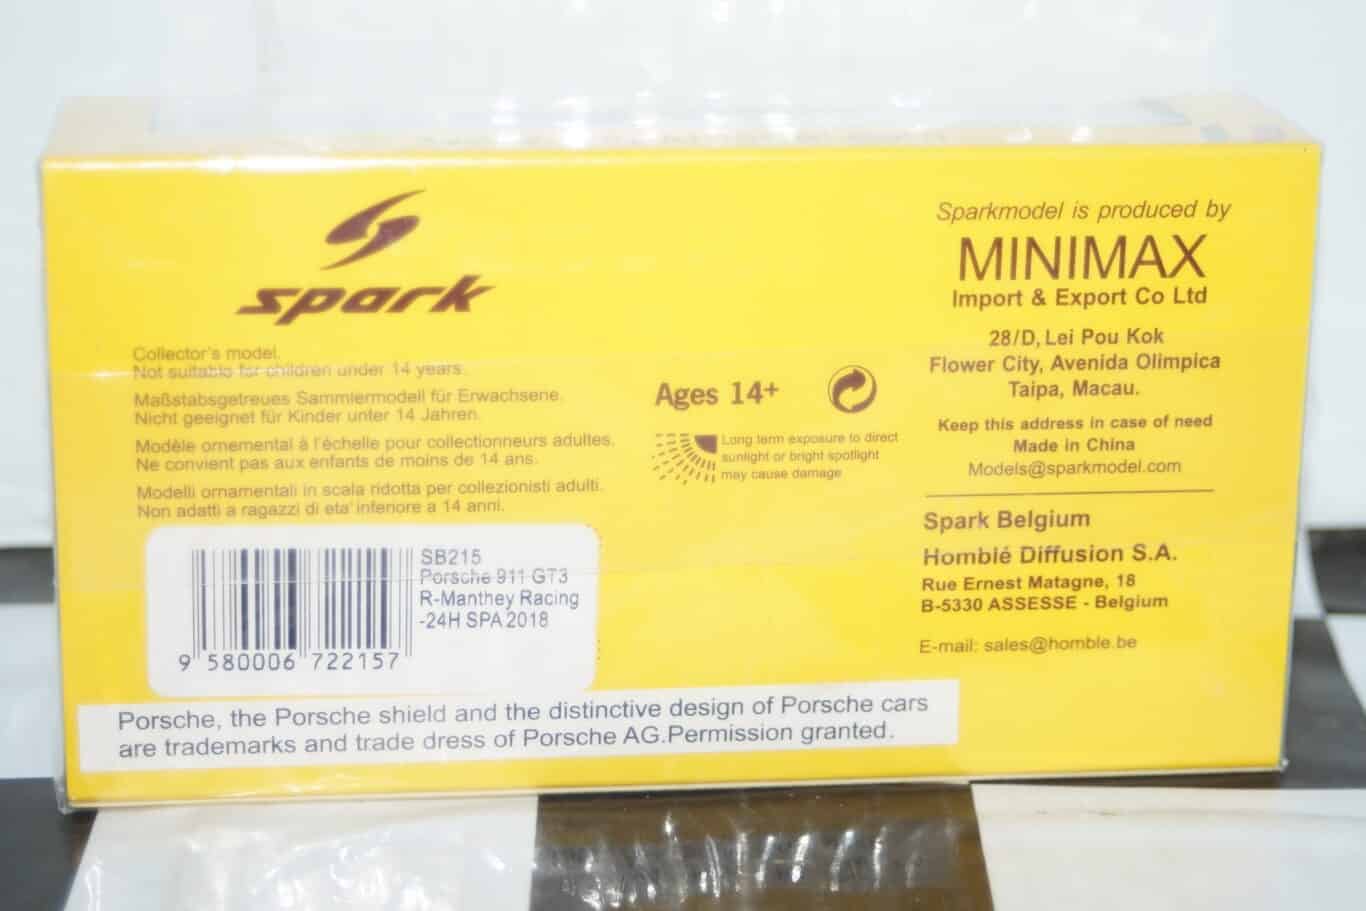 spark
Collector's model.
Not suitable for children under 14 years.
Maßstabsgetreues Sammlermodell für Erwachsene.
Nicht geeignet für Kinder unter 14 Jahren.
Modèle ornemental à l'échelle pour collectionneurs adultes.
Ne convient pas aux enfants de moins de 14 ans.
Modelli ornamentali in scala ridotta per collezionisti adulti.
Non adatti a ragazzi di eta' inferiore a 14 anni.
Ages 14+
Long term exposure to direct
sunlight or bright spotlight
may cause damage
Sparkmodel is produced by
MINIMAX
Import & Export Co Ltd
28/D, Lei Pou Kok
Flower City, Avenida Olimpica
Taipa, Macau.
Keep this address in case of need
Made in China
Models@sparkmodel.com
Spark Belgium
Homblé Diffusion S.A.
Rue Ernest Matagne, 18
B-5330 ASSESSE - Belgium
E-mail: sales@homble.be
SB215
Porsche 911 GT3
R-Manthey Racing
-24H SPA 2018
9 580006 722157
Porsche, the Porsche shield and the distinctive design of Porsche cars
are trademarks and trade dress of Porsche AG.Permission granted.